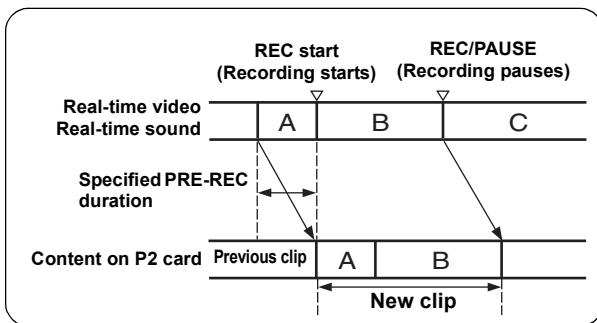 REC start
(Recording starts)
REC/PAUSE
(Recording pauses)
Real-time video
Real-time sound
A
B
C
Specified PRE-REC
duration
Content on P2 card
Previous clip
A
B
New clip